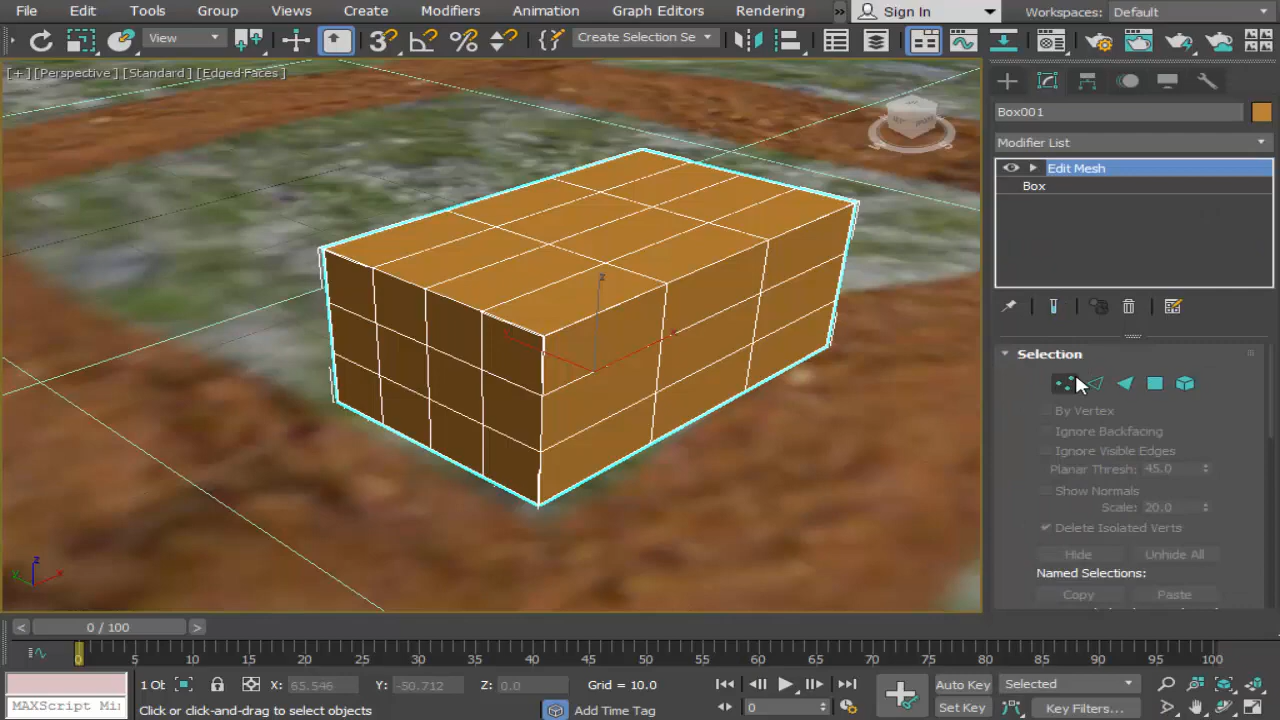 File Edit Tools Group Views Create Modifiers Animation Graph Editors Rendering » Sign In Workspaces: Default
View 3 % {} Create Selection Se
[+] [Perspective] [Standard] [Edged Faces]
Box001
Modifier List
Edit Mesh
Box
Selection
By Vertex
Ignore Backfacing
Ignore Visible Edges
Planar Thresh: 45.0
Show Normals
Scale: 20.0
Delete Isolated Verts
Hide Unhide All
Named Selections:
Copy Paste
z
z
y x
< 0 / 100 >
0 5 10 15 20 25 30 35 40 45 50 55 60 65 70 75 80 85 90 95 100
1 Ob X: 65.546 Y: -50.712 Z: 0.0 Grid = 10.0 Auto Key Selected
MAXScript Mi Click or click-and-drag to select objects Add Time Tag 0 Set Key Key Filters...